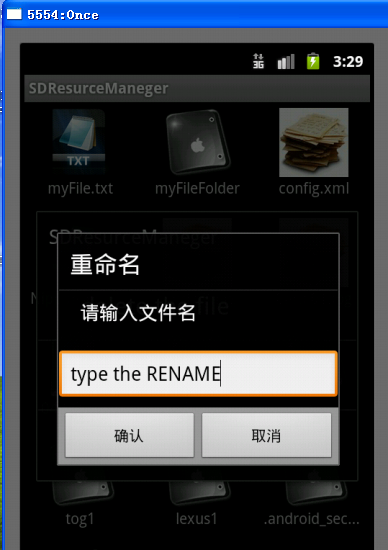 5554:Once
3G 3:29
SDResurceManeger
TXT
myFile.txt myFileFolder config.xml
SDResurceManeger
重命名
请输入文件名
type the RENAME
确认 取消
tog1 lexus1 .android_sec...